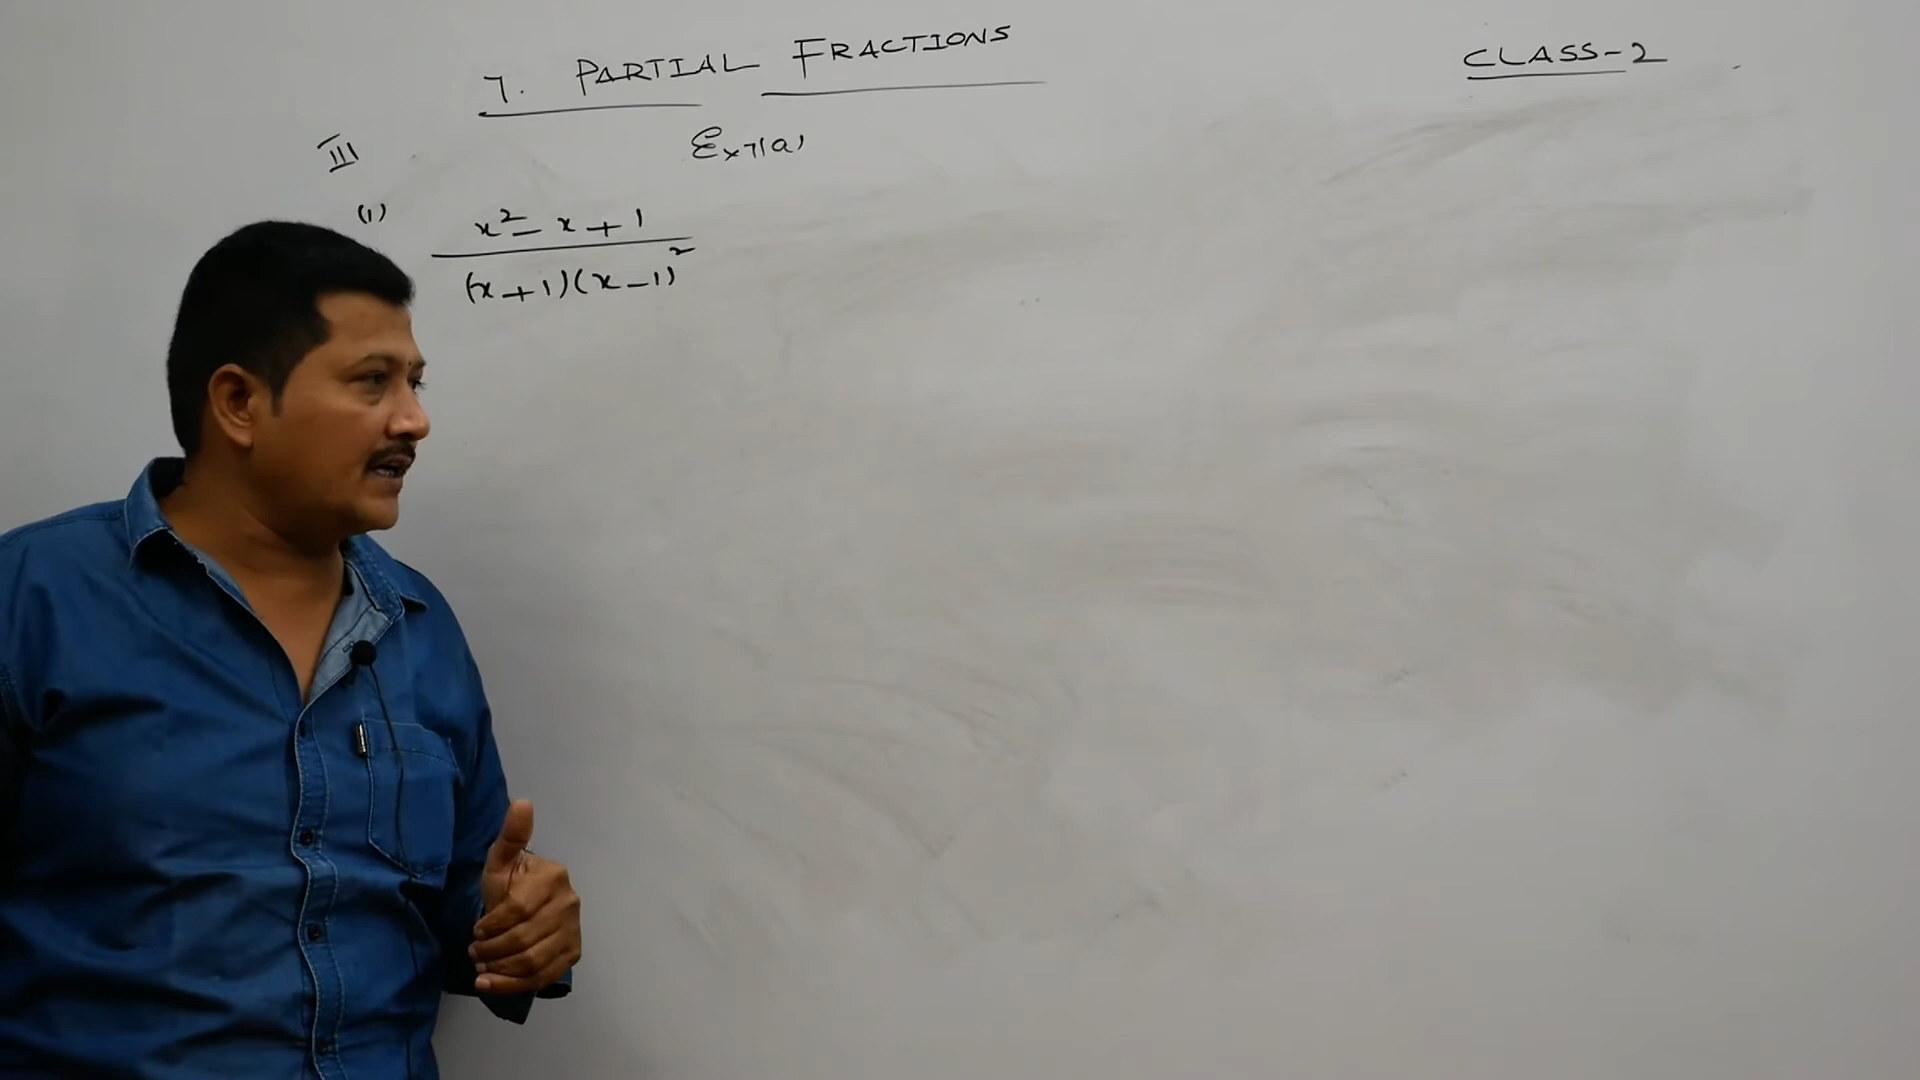 7. PARTIAL FRACTIONS
CLASS-2
Ex7(a)
III
(1) x² - x + 1
(x+1)(x-1)²